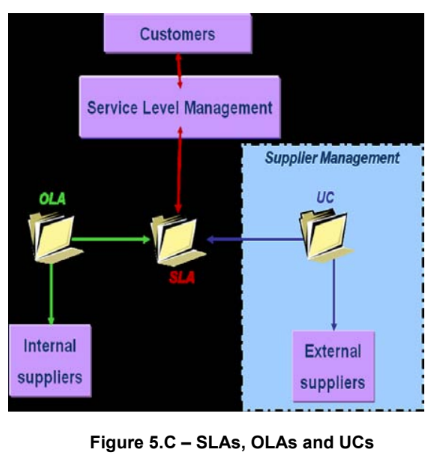 Customers
Service Level Management
Supplier Management
OLA
UC
SLA
Internal
suppliers
External
suppliers
Figure 5.C – SLAs, OLAs and UCs